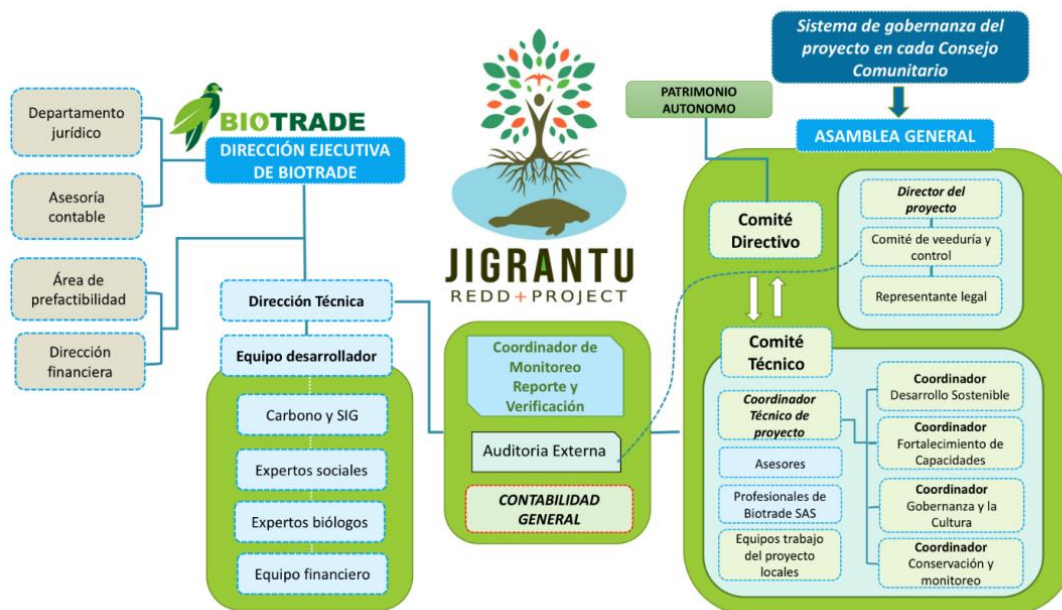 Departamento
jurídico
Asesoría
contable
Área de
prefactibilidad
Dirección
financiera
BIOTRADE
DIRECCIÓN EJECUTIVA
DE BIOTRADE
Dirección Técnica
Equipo desarrollador
Carbono y SIG
Expertos sociales
Expertos biólogos
Equipo financiero
JIGRANTU
REDD+PROJECT
Coordinador de
Monitoreo
Reporte y
Verificación
Auditoria Externa
CONTABILIDAD
GENERAL
PATRIMONIO
AUTONOMO
Sistema de gobernanza del
proyecto en cada Consejo
Comunitario
ASAMBLEA GENERAL
Comité
Directivo
Director del
proyecto
Comité de veeduría y
control
Representante legal
Comité
Técnico
Coordinador
Técnico de
proyecto
Asesores
Profesionales de
Biotrade SAS
Equipos trabajo
del proyecto
locales
Coordinador
Desarrollo Sostenible
Coordinador
Fortalecimiento de
Capacidades
Coordinador
Gobernanza y la
Cultura
Coordinador
Conservación y
monitoreo